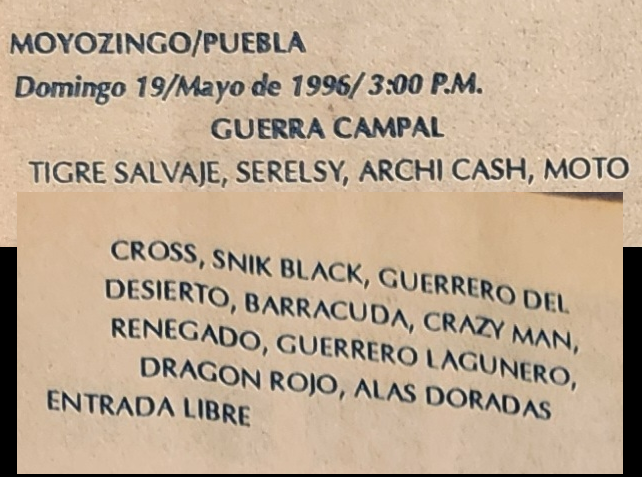 MOYOZINGO/PUEBLA
Domingo 19/Mayo de 1996/3:00 P.M.
GUERRA CAMPAL
TIGRE SALVAJE, SERELSY, ARCHI CASH, MOTO
CROSS, SNIK BLACK, GUERRERO DEL
DESIERTO, BARRACUDA, CRAZY MAN,
RENEGADO, GUERRERO LAGUNERO,
DRAGON ROJO, ALAS DORADAS
ENTRADA LIBRE